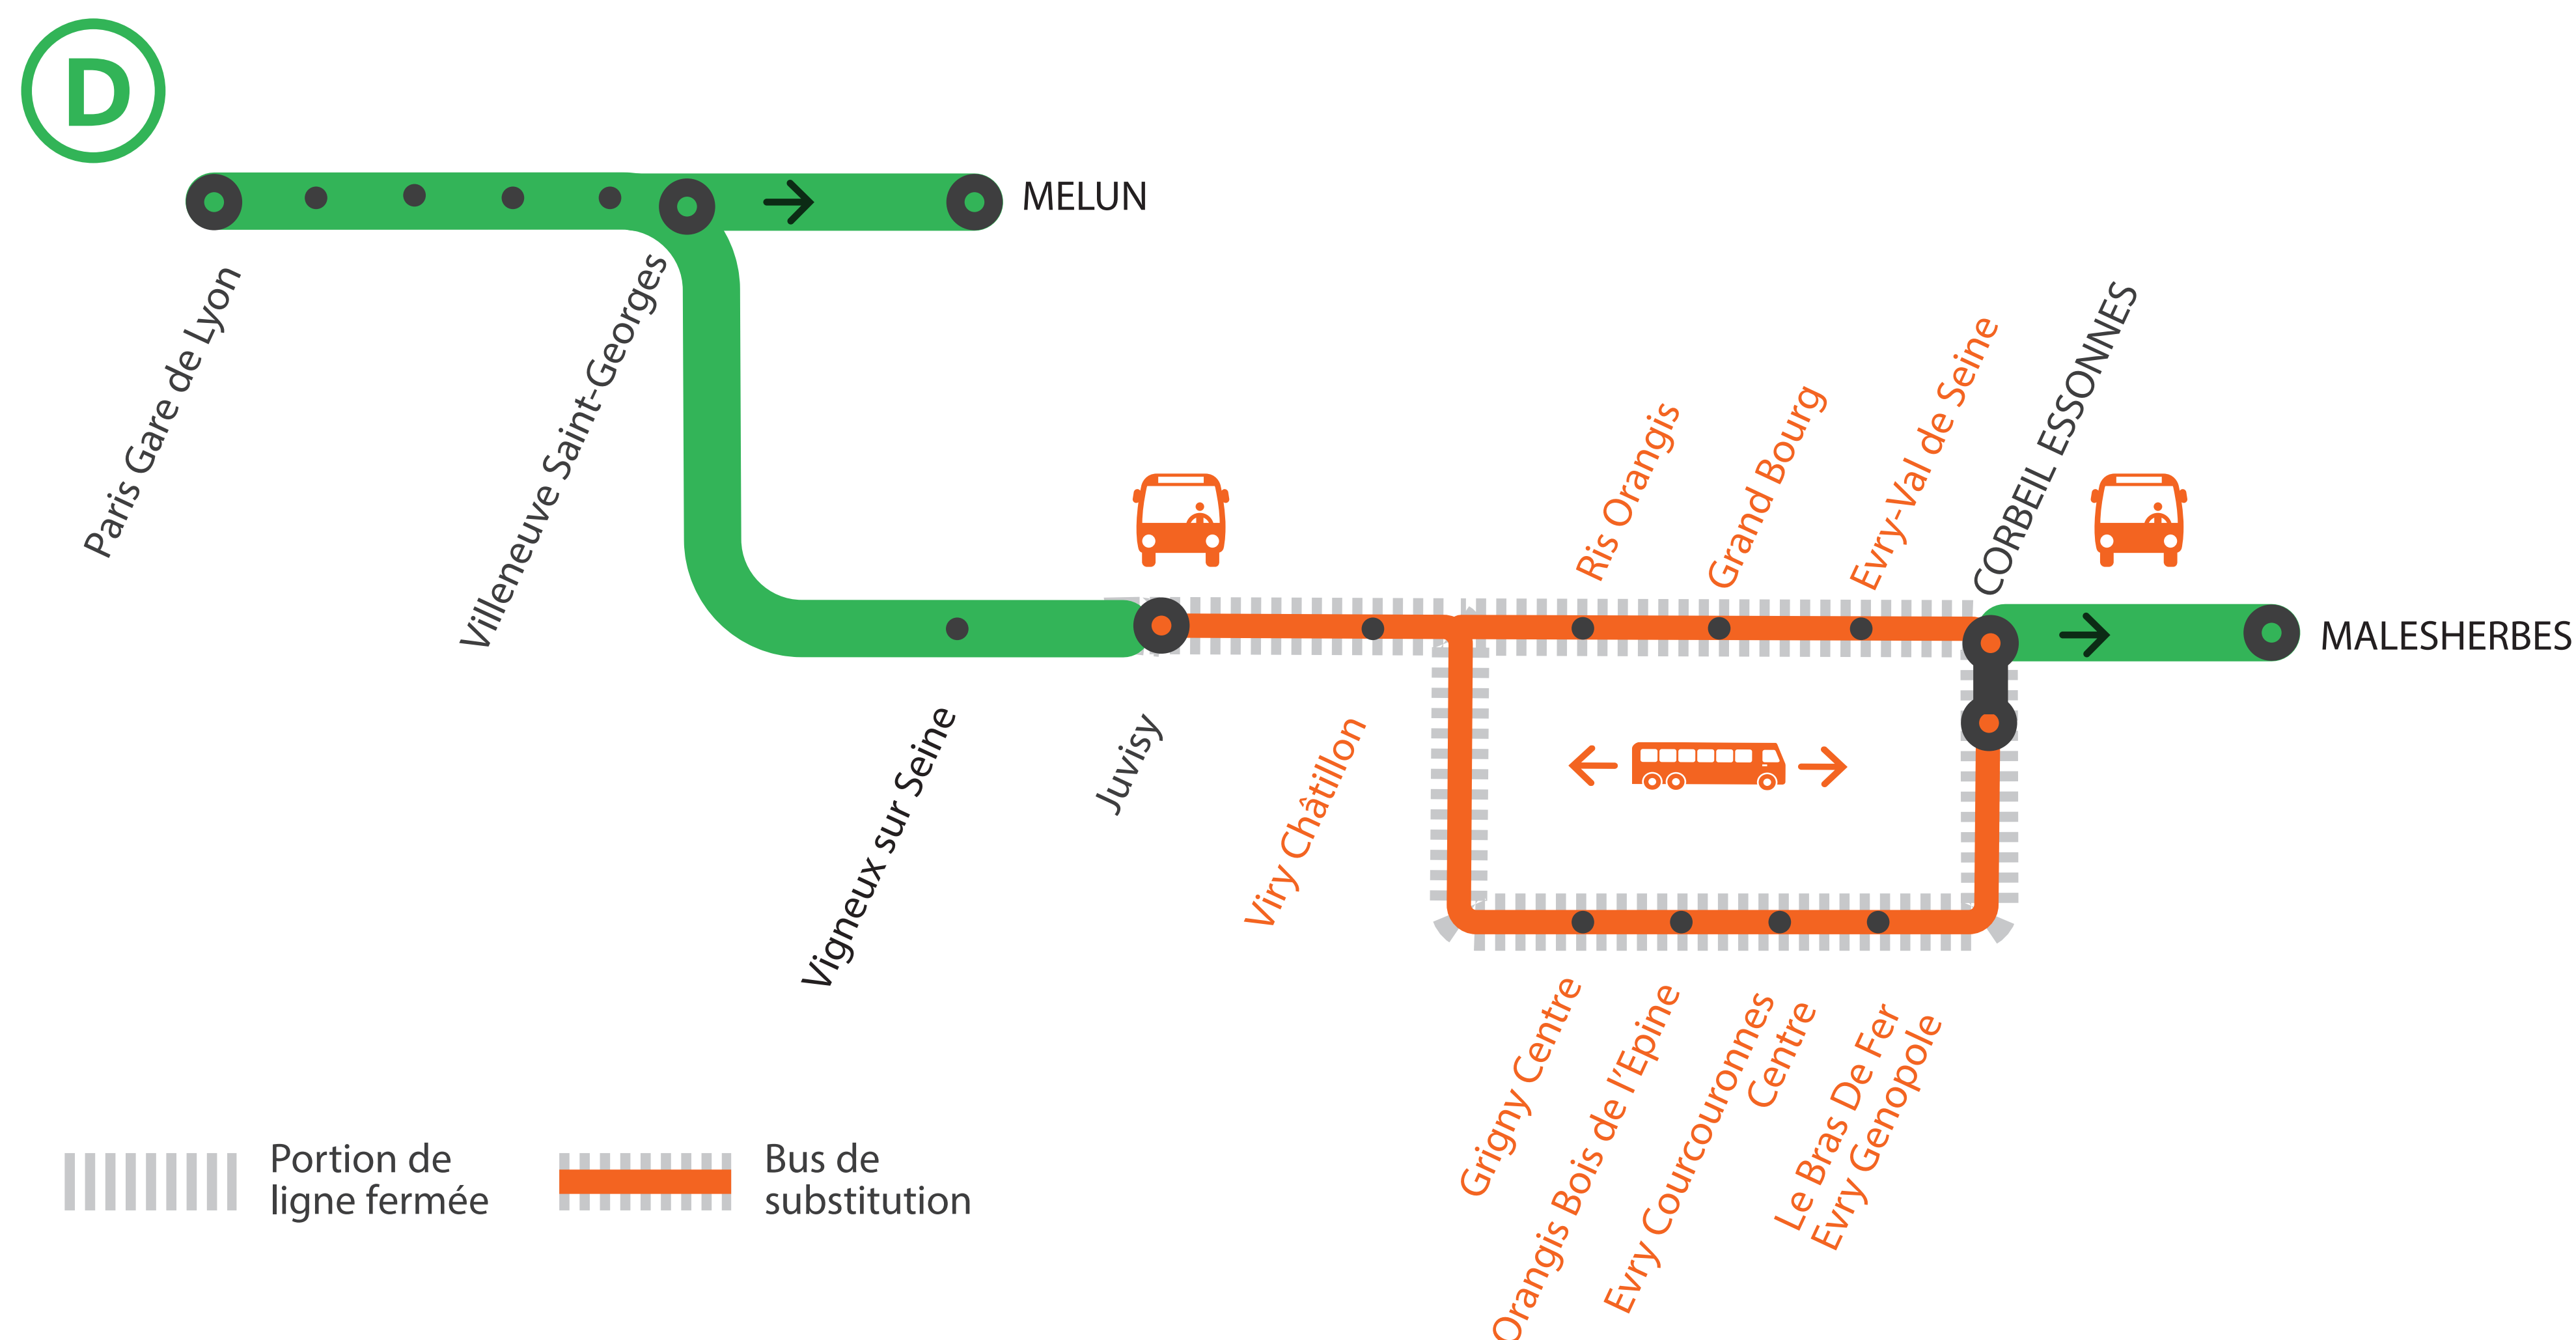 D
MELUN
Paris Gare de Lyon
Villeneuve Saint-Georges
Vigneux sur Seine
Juvisy
Viry Châtillon
Ris Orangis
Grand Bourg
Evry-Val de Seine
CORBEIL ESSONNES
MALESHERBES
Grigny Centre
Orangis Bois de l'Epine
Evry Courcouronnes
Centre
Le Bras De Fer
Evry Genopole
Portion de
ligne fermée
Bus de
substitution